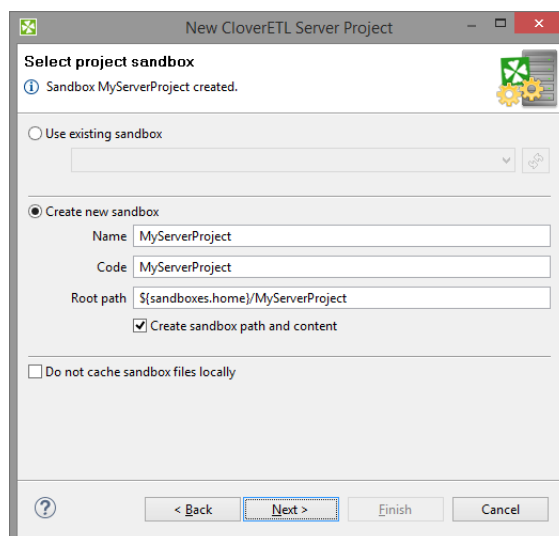 New CloverETL Server Project
Select project sandbox
Sandbox MyServerProject created.
Use existing sandbox
Create new sandbox
Name MyServerProject
Code MyServerProject
Root path ${sandboxes.home}/MyServerProject
Create sandbox path and content
Do not cache sandbox files locally
< Back Next > Finish Cancel